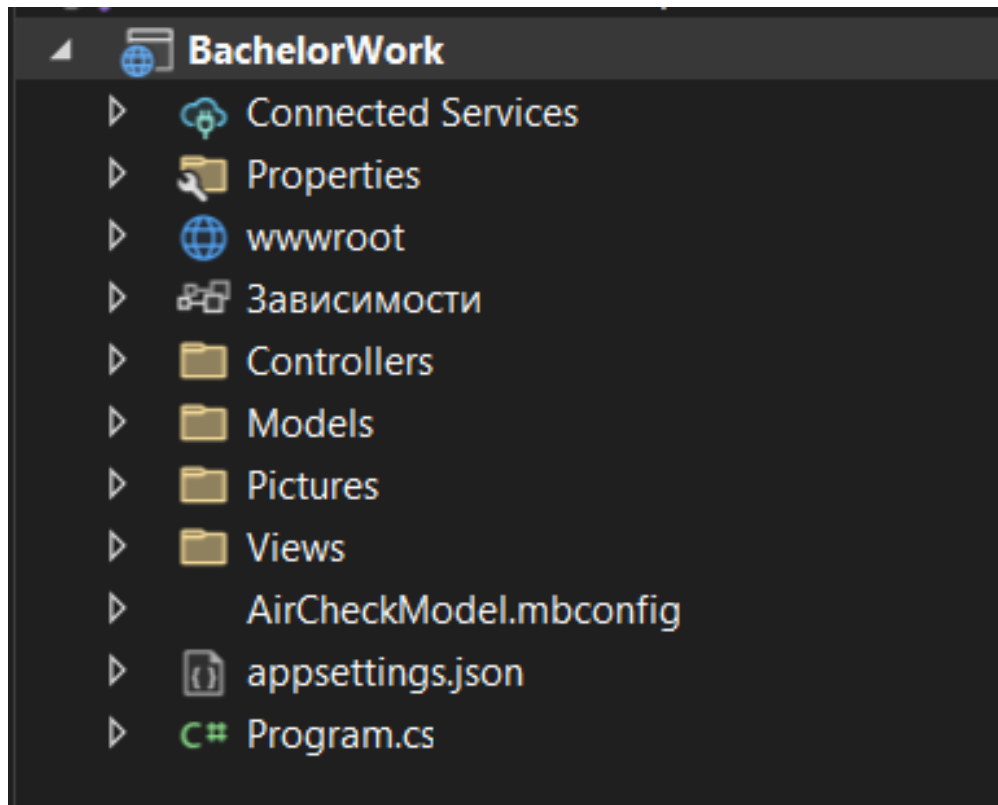 BachelorWork
Connected Services
Properties
wwwroot
Зависимости
Controllers
Models
Pictures
Views
AirCheckModel.mbconfig
appsettings.json
C# Program.cs